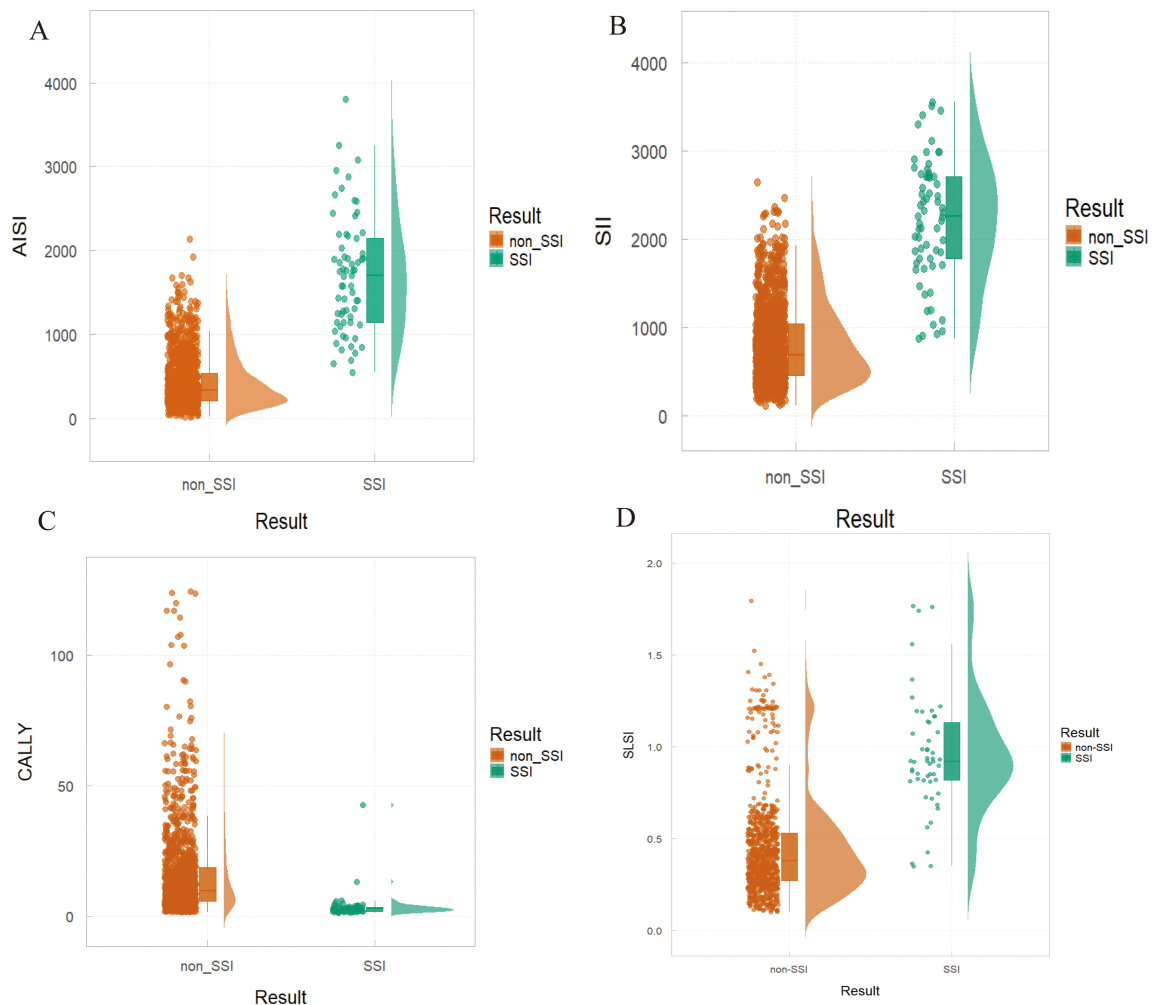 A
AISI
4000
3000
2000
1000
0
non_SSI
SSI
Result
Result
non_SSI
SSI
B
SII
4000
3000
2000
1000
0
non_SSI
SSI
Result
Result
non_SSI
SSI
C
CALLY
100
50
0
non_SSI
SSI
Result
Result
non_SSI
SSI
D
SLSI
2.0
1.5
1.0
0.5
0.0
non-SSI
SSI
Result
Result
non-SSI
SSI